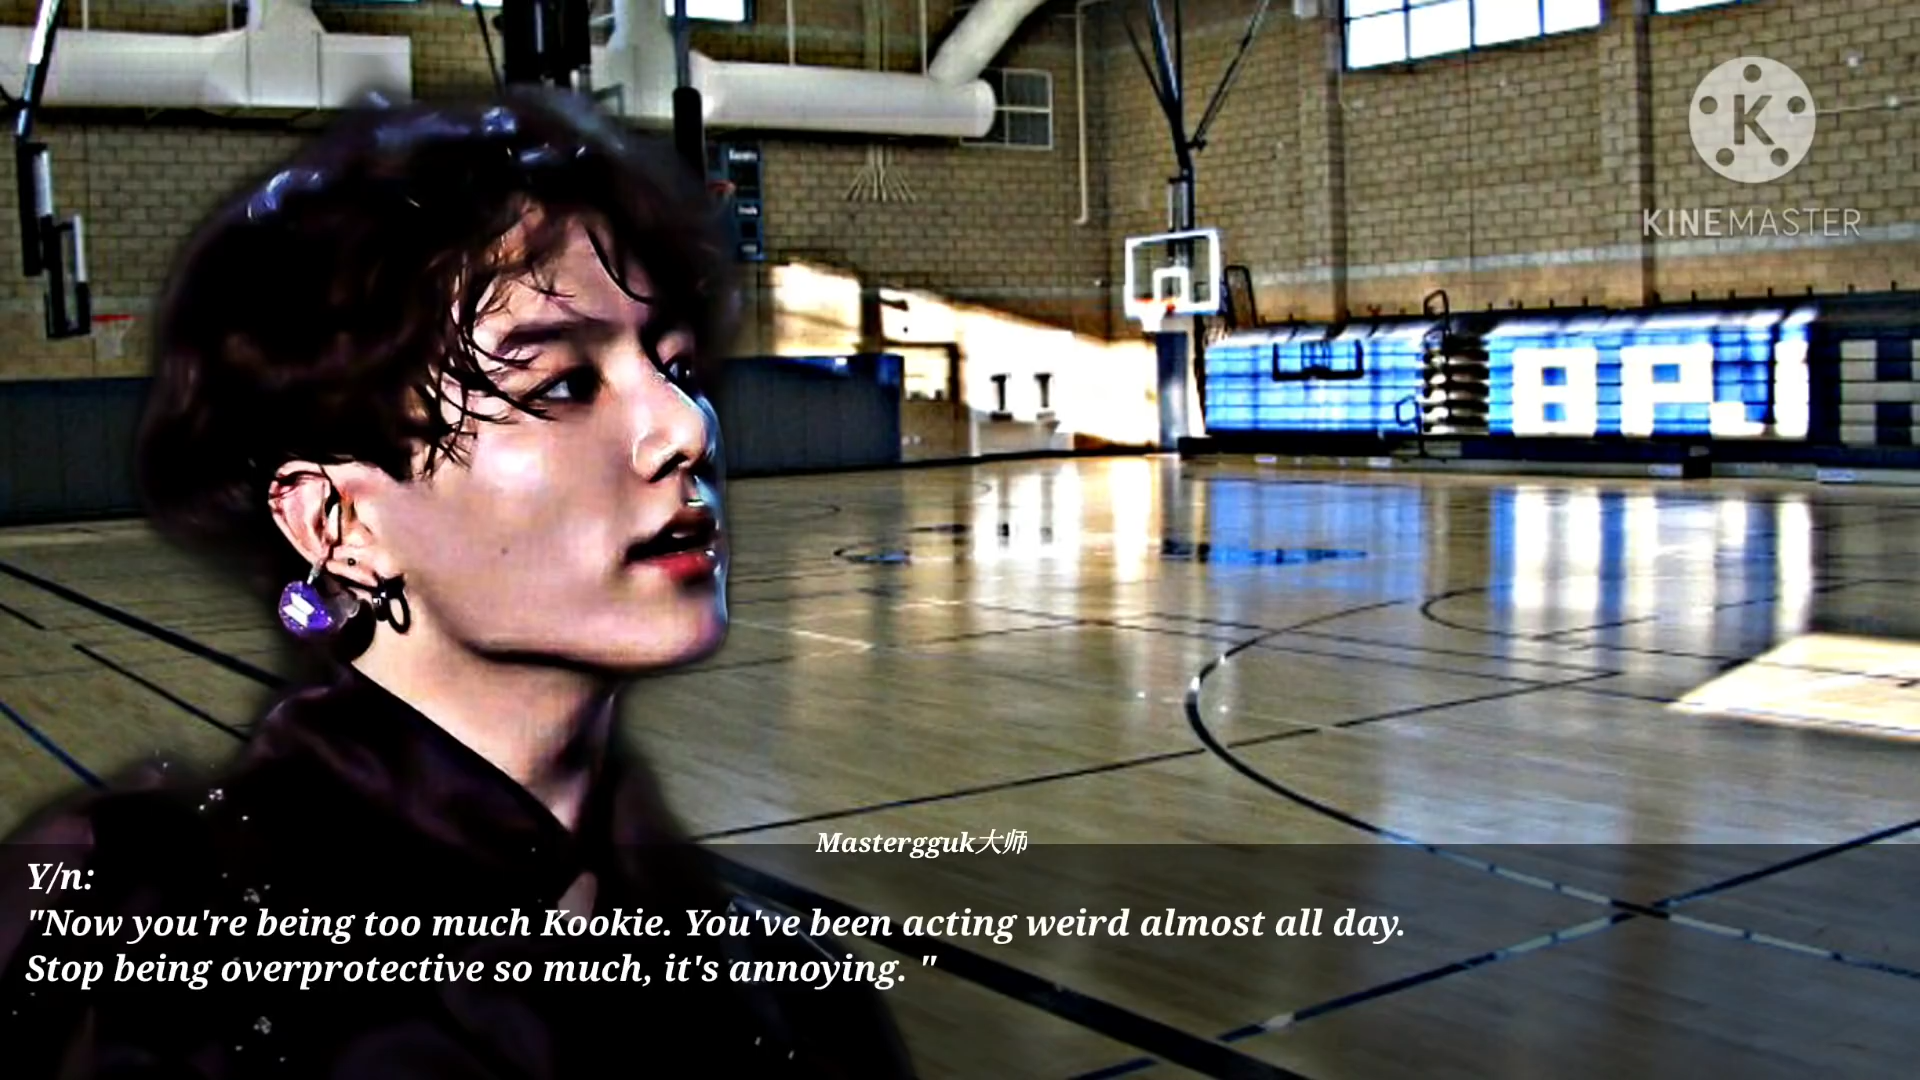 K
KINEMASTER
Mastergguk大师
Y/n:
"Now you're being too much Kookie. You've been acting weird almost all day.
Stop being overprotective so much, it's annoying. "